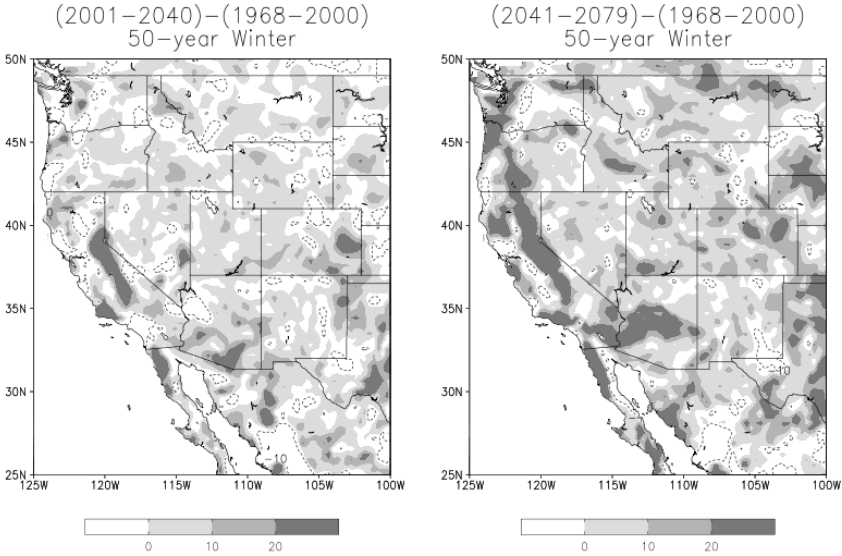 (2001-2040)-(1968-2000)
50-year Winter
50N
45N
40N
35N
30N
25N
125W 120W 115W 110W 105W 100W
0
-10
0 10 20
(2041-2079)-(1968-2000)
50-year Winter
50N
45N
40N
35N
30N
25N
125W 120W 115W 110W 105W 100W
-10
0 10 20